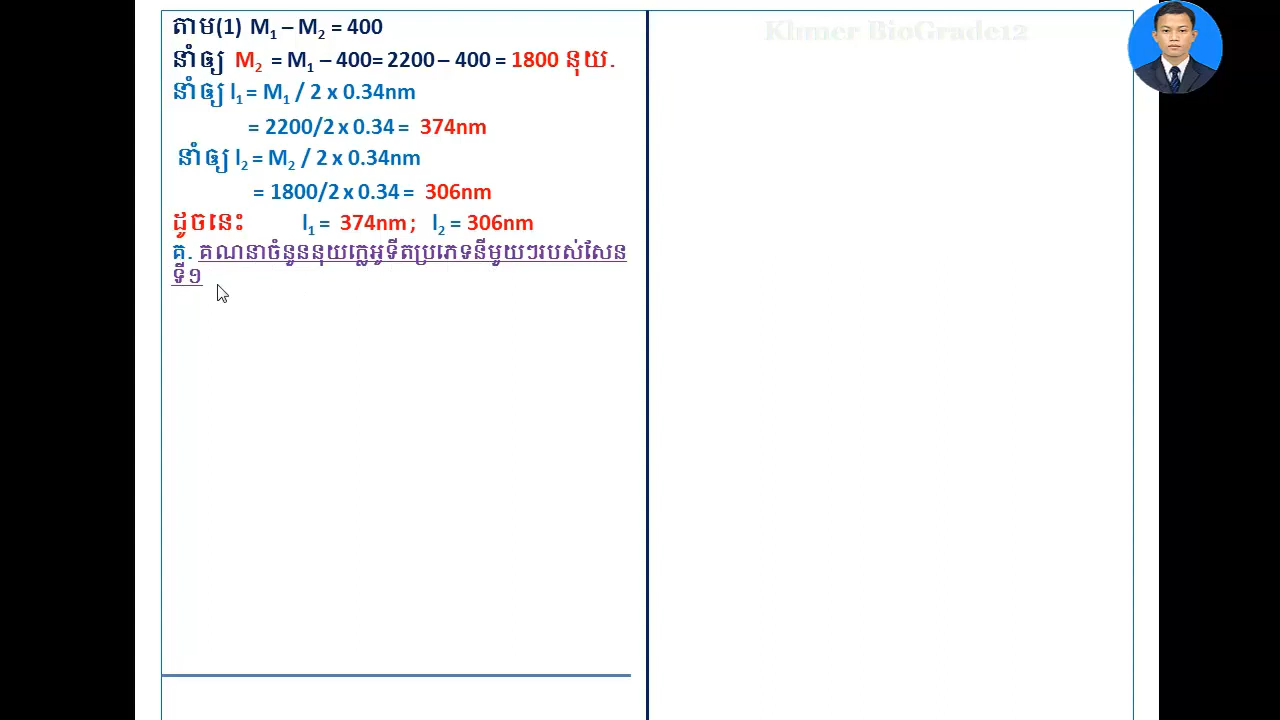 តាម(1) M₁ – M₂ = 400
Khmer BioGrade12
នាំឲ្យ M₂ = M₁ – 400= 2200 – 400 = 1800 នុយ.
នាំឲ្យ l₁ = M₁ / 2 x 0.34nm
= 2200/2 x 0.34 = 374nm
នាំឲ្យ l₂ = M₂ / 2 x 0.34nm
= 1800/2 x 0.34 = 306nm
ដូចនេះ l₁ = 374nm ; l₂ = 306nm
គ. គណនាចំនួននុយក្លេអូទីតប្រភេទនីមួយៗរបស់សែន
ទី១